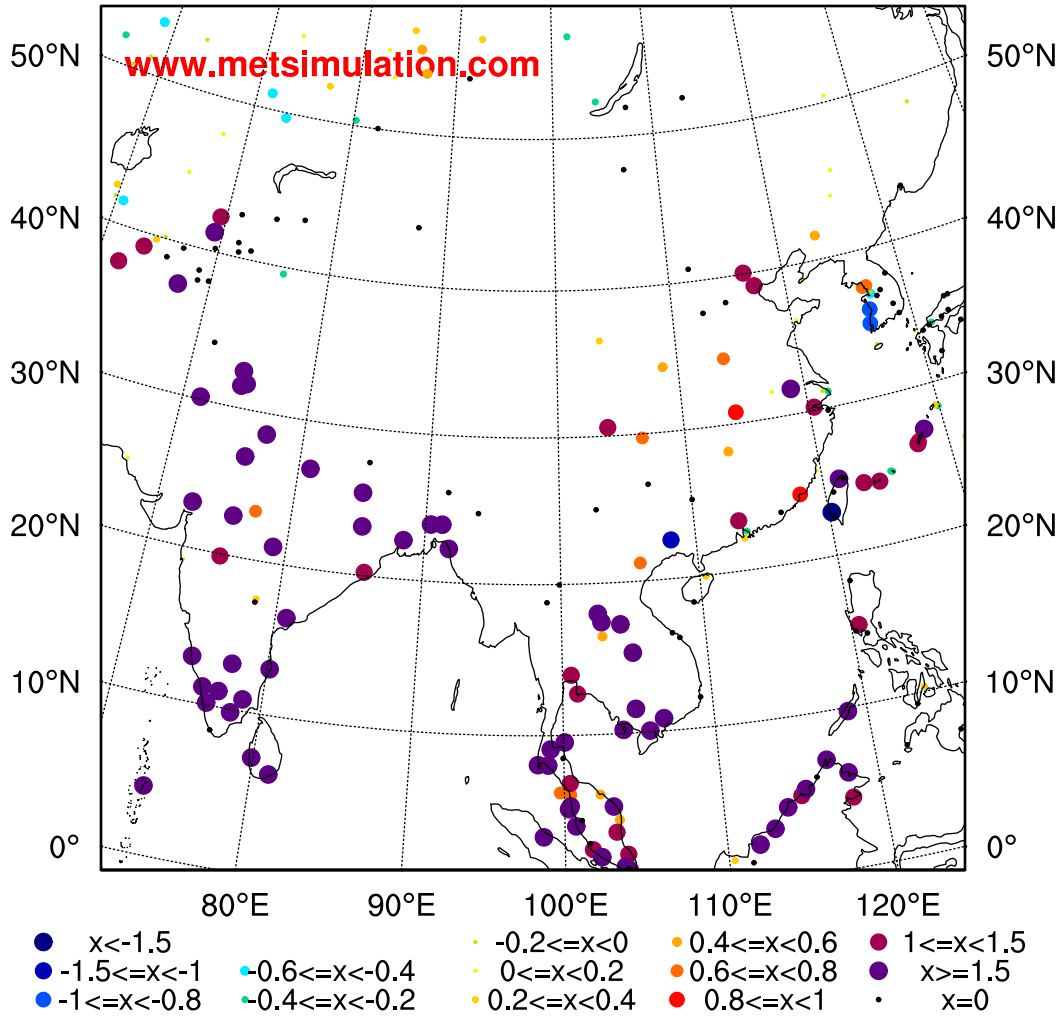 www.metsimulation.com
50°N 50°N
40°N 40°N
30°N 30°N
20°N 20°N
10°N 10°N
0° 0°
80°E 90°E 100°E 110°E 120°E
x<-1.5 -0.2<=x<0 0.4<=x<0.6 1<=x<1.5
-1.5<=x<-1 -0.6<=x<-0.4 0<=x<0.2 0.6<=x<0.8 x>=1.5
-1<=x<-0.8 -0.4<=x<-0.2 0.2<=x<0.4 0.8<=x<1 x=0